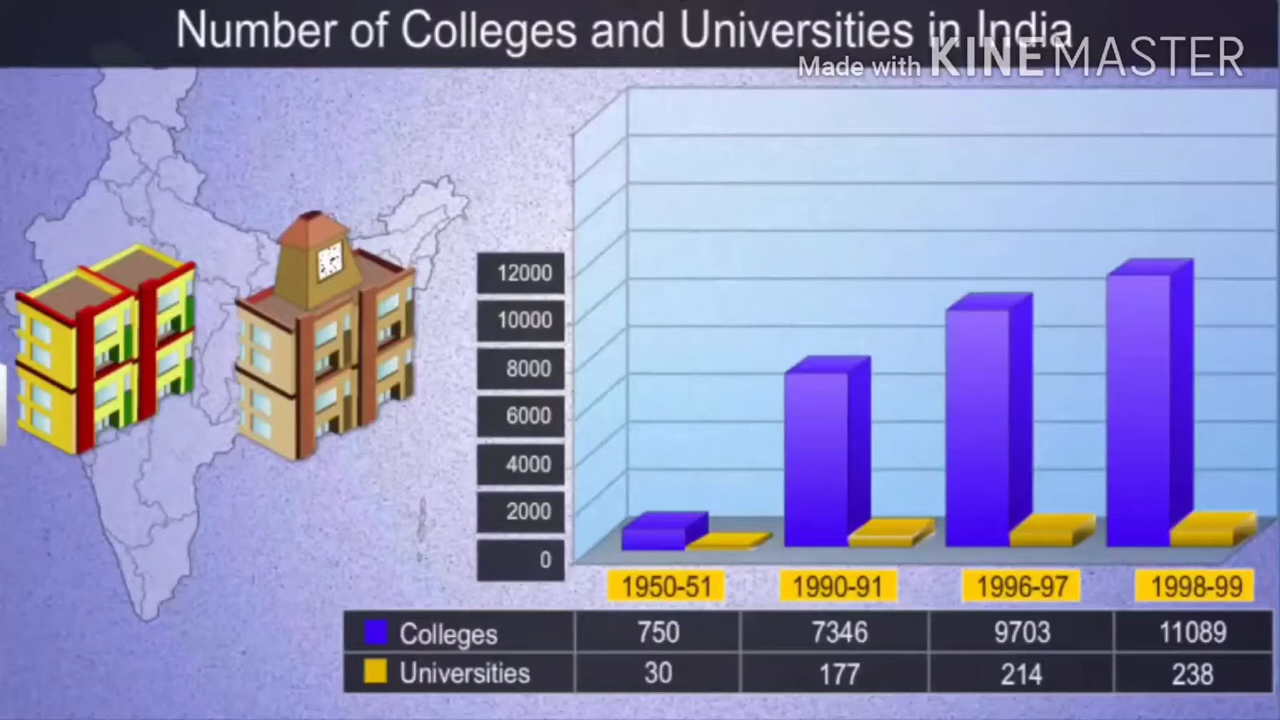 Number of Colleges and Universities in India
Made with KINEMASTER
12000
10000
8000
6000
4000
2000
0
1950-51 1990-91 1996-97 1998-99
Colleges 750 7346 9703 11089
Universities 30 177 214 238